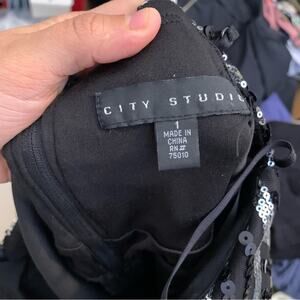 CITY STUDIO
1
MADE IN
CHINA
RN#
75010